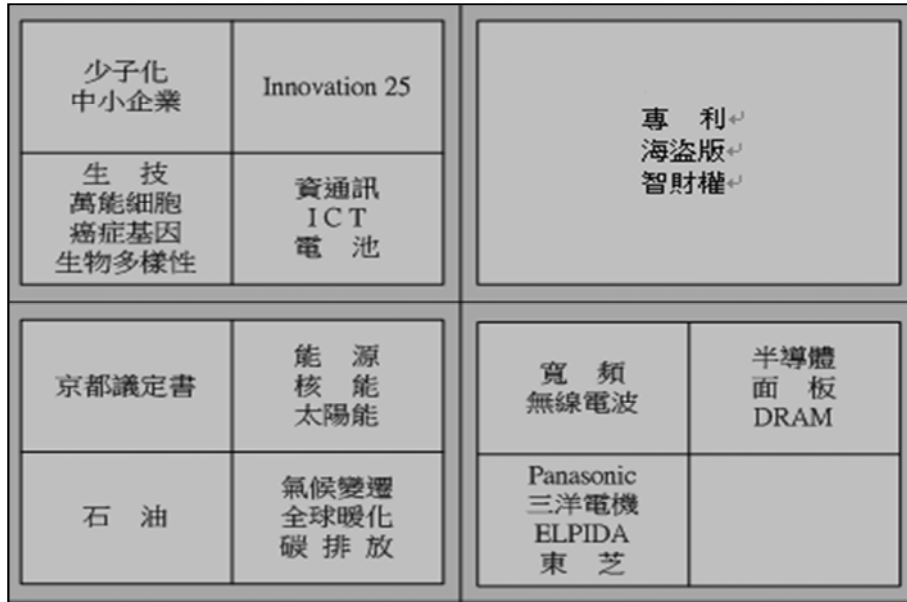 少子化
中小企業
Innovation 25
生 技
萬能細胞
癌症基因
生物多樣性
資通訊
ICT
電 池
專 利
海盜版
智財權
京都議定書
能 源
核 能
太陽能
石 油
氣候變遷
全球暖化
碳排放
寬 頻
無線電波
半導體
面 板
DRAM
Panasonic
三洋電機
ELPIDA
東 芝